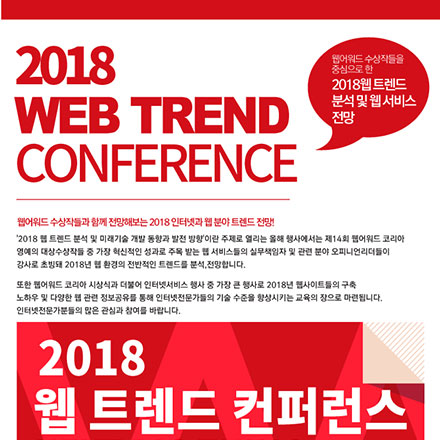 2018
WEB TREND
CONFERENCE
웹어워드 수상작들을
중심으로 한
2018웹 트렌드
분석 및 웹 서비스
전망
웹어워드 수상작들과 함께 전망해보는 2018 인터넷과 웹 분야 트렌드 전망!
'2018 웹 트렌드 분석 및 미래기술 개발 동향과 발전 방향'이란 주제로 열리는 올해 행사에서는 제14회 웹어워드 코리아
영예의 대상수상작들 중 가장 혁신적인 성과로 주목 받는 웹 서비스들의 실무책임자 및 관련 분야 오피니언리더들이
강사로 초빙돼 2018년 웹 환경의 전반적인 트렌드를 분석,전망합니다.
또한 웹어워드 코리아 시상식과 더불어 인터넷서비스 행사 중 가장 큰 행사로 2018년 웹사이트들의 구축
노하우 및 다양한 웹 관련 정보공유를 통해 인터넷전문가들의 기술 수준을 향상시키는 교육의 장으로 마련됩니다.
인터넷전문가분들의 많은 관심과 참여를 바랍니다.
2018
웹 트렌드 컨퍼런스